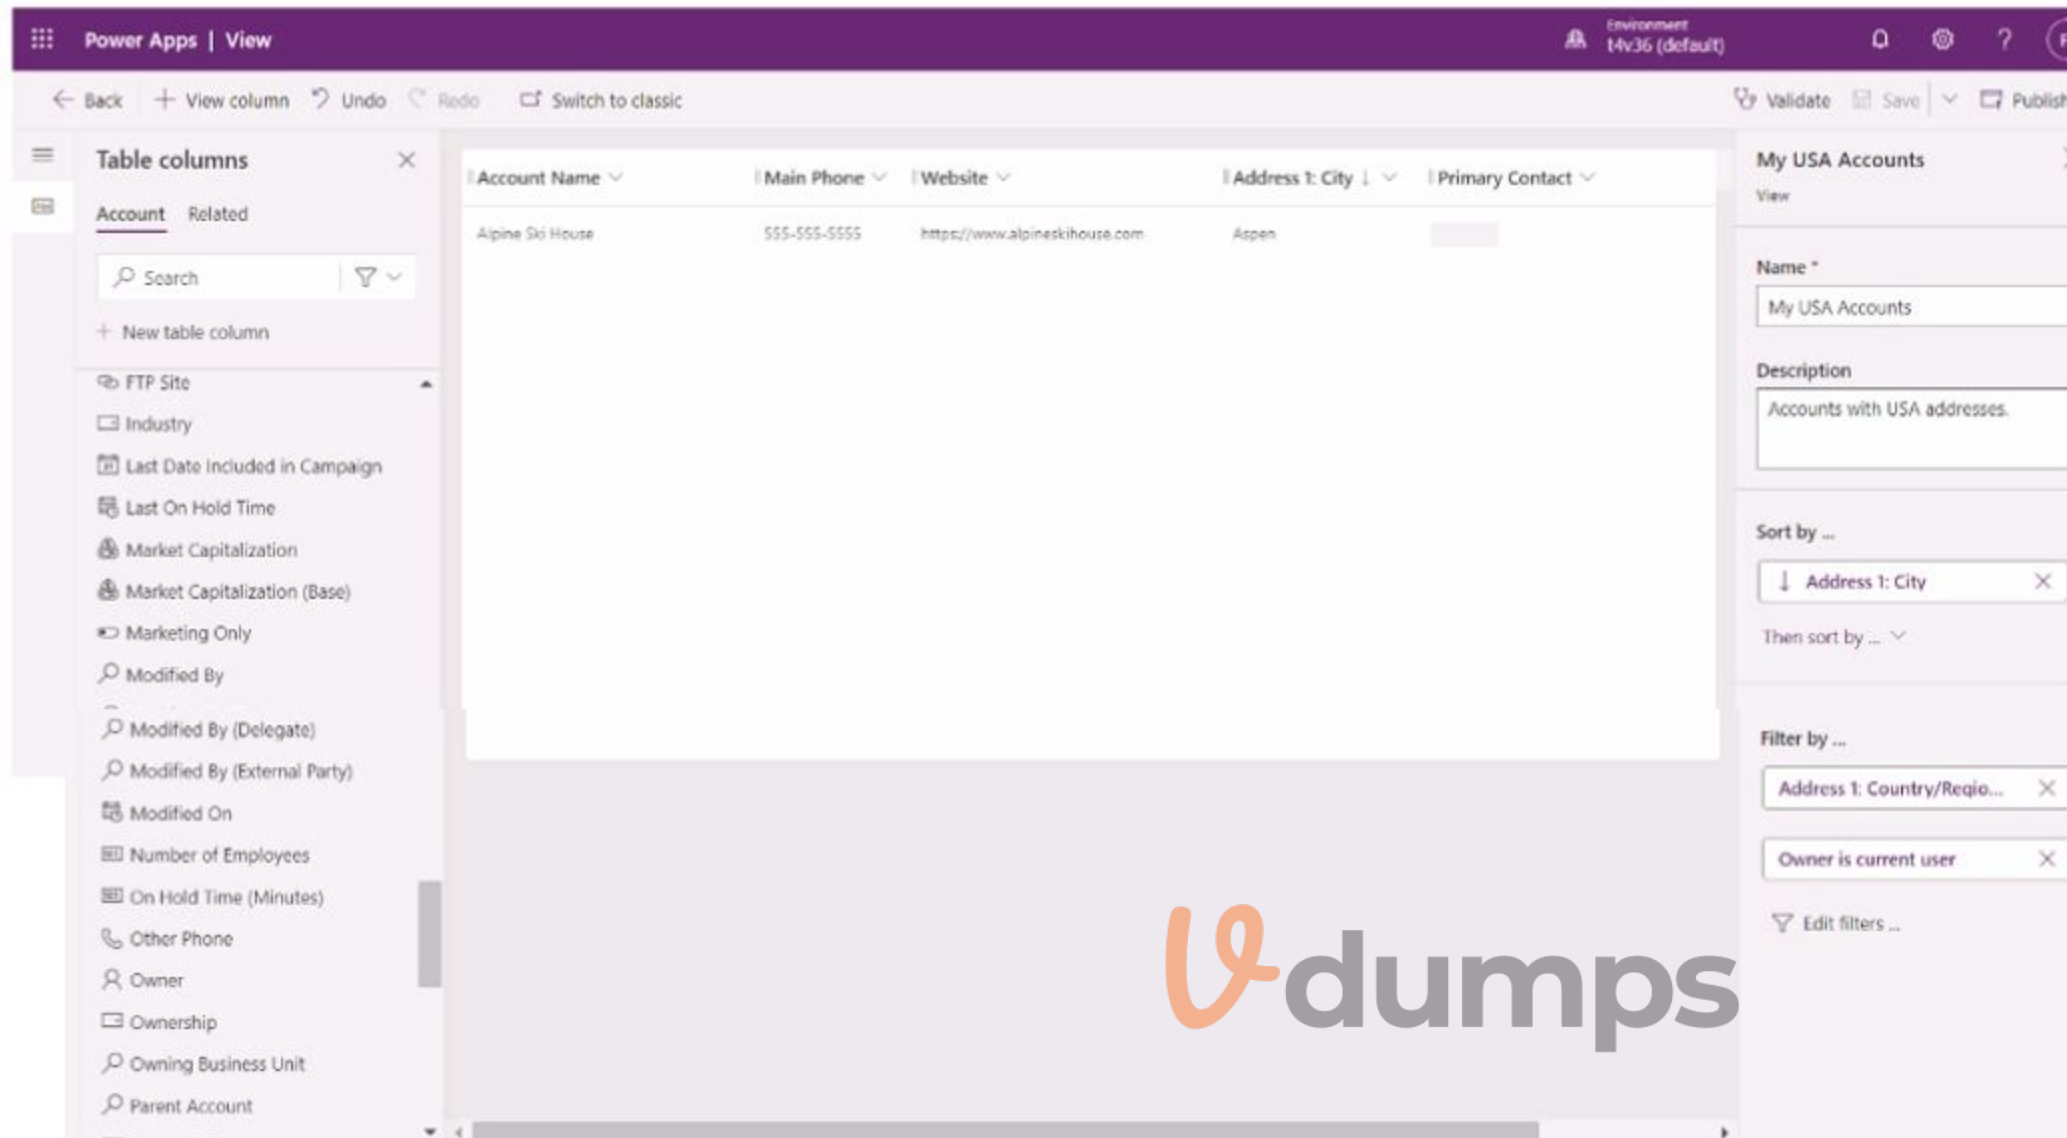 Power Apps | View
Environment
t4v36 (default)
?
Back
View column
Undo
Redo
Switch to classic
Validate
Save
Publish
Table columns
Account
Related
Search
New table column
FTP Site
Industry
Last Date Included in Campaign
Last On Hold Time
Market Capitalization
Market Capitalization (Base)
Marketing Only
Modified By
Modified By (Delegate)
Modified By (External Party)
Modified On
Number of Employees
On Hold Time (Minutes)
Other Phone
Owner
Ownership
Owning Business Unit
Parent Account
Account Name
Main Phone
Website
Address 1: City ↓
Primary Contact
Alpine Ski House
555-555-5555
https://www.alpineskihouse.com
Aspen
My USA Accounts
View
Name *
My USA Accounts
Description
Accounts with USA addresses.
Sort by ...
↓ Address 1: City
Then sort by ...
Filter by ...
Address 1: Country/Regio...
Owner is current user
Edit filters ...
Vdumps